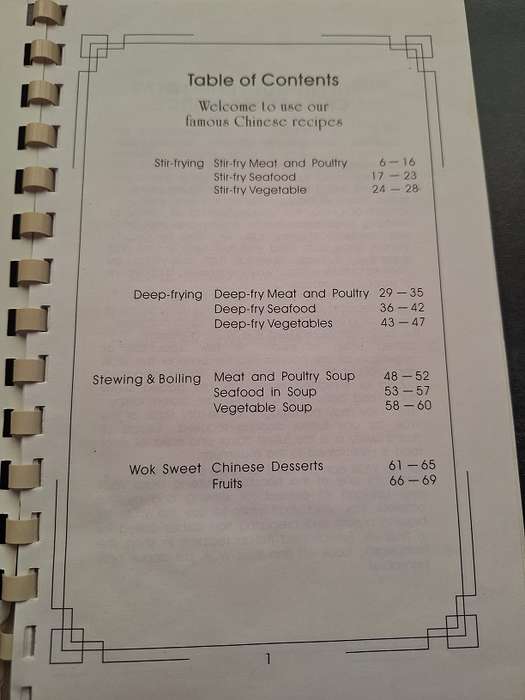 Table of Contents
Welcome to use our
famous Chinese recipes
Stir-frying Stir-fry Meat and Poultry 6 — 16
Stir-fry Seafood 17 — 23
Stir-fry Vegetable 24 — 28
Deep-frying Deep-fry Meat and Poultry 29 — 35
Deep-fry Seafood 36 — 42
Deep-fry Vegetables 43 — 47
Stewing & Boiling Meat and Poultry Soup 48 — 52
Seafood in Soup 53 — 57
Vegetable Soup 58 — 60
Wok Sweet Chinese Desserts 61 — 65
Fruits 66 — 69
1